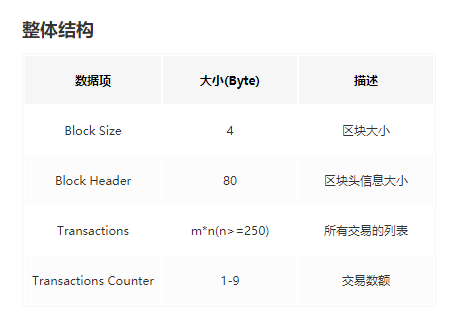 整体结构
数据项 大小(Byte) 描述
Block Size 4 区块大小
Block Header 80 区块头信息大小
Transactions m*n(n>=250) 所有交易的列表
Transactions Counter 1-9 交易数额